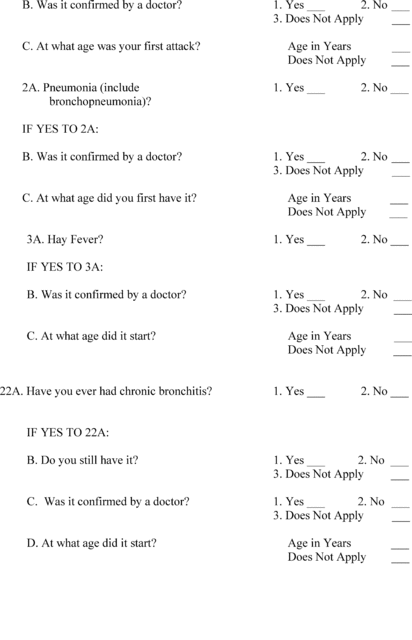 B. Was it confirmed by a doctor? 1. Yes ___ 2. No ___
3. Does Not Apply ___
C. At what age was your first attack? Age in Years ___
Does Not Apply ___
2A. Pneumonia (include 1. Yes ___ 2. No ___
bronchopneumonia)?
IF YES TO 2A:
B. Was it confirmed by a doctor? 1. Yes ___ 2. No ___
3. Does Not Apply ___
C. At what age did you first have it? Age in Years ___
Does Not Apply ___
3A. Hay Fever? 1. Yes ___ 2. No ___
IF YES TO 3A:
B. Was it confirmed by a doctor? 1. Yes ___ 2. No ___
3. Does Not Apply ___
C. At what age did it start? Age in Years ___
Does Not Apply ___
22A. Have you ever had chronic bronchitis? 1. Yes ___ 2. No ___
IF YES TO 22A:
B. Do you still have it? 1. Yes ___ 2. No ___
3. Does Not Apply ___
C. Was it confirmed by a doctor? 1. Yes ___ 2. No ___
3. Does Not Apply ___
D. At what age did it start? Age in Years ___
Does Not Apply ___